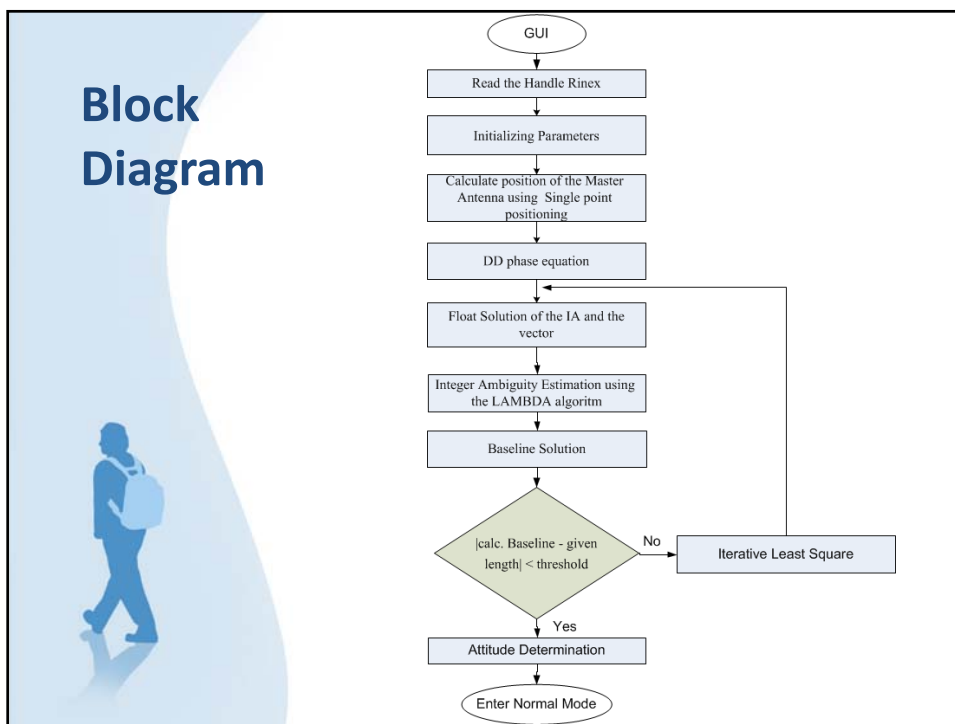 Block
Diagram
GUI
Read the Handle Rinex
Initializing Parameters
Calculate position of the Master
Antenna using Single point
positioning
DD phase equation
Float Solution of the IA and the
vector
Integer Ambiguity Estimation using
the LAMBDA algoritm
Baseline Solution
|calc. Baseline - given
length| < threshold
No
Iterative Least Square
Yes
Attitude Determination
Enter Normal Mode